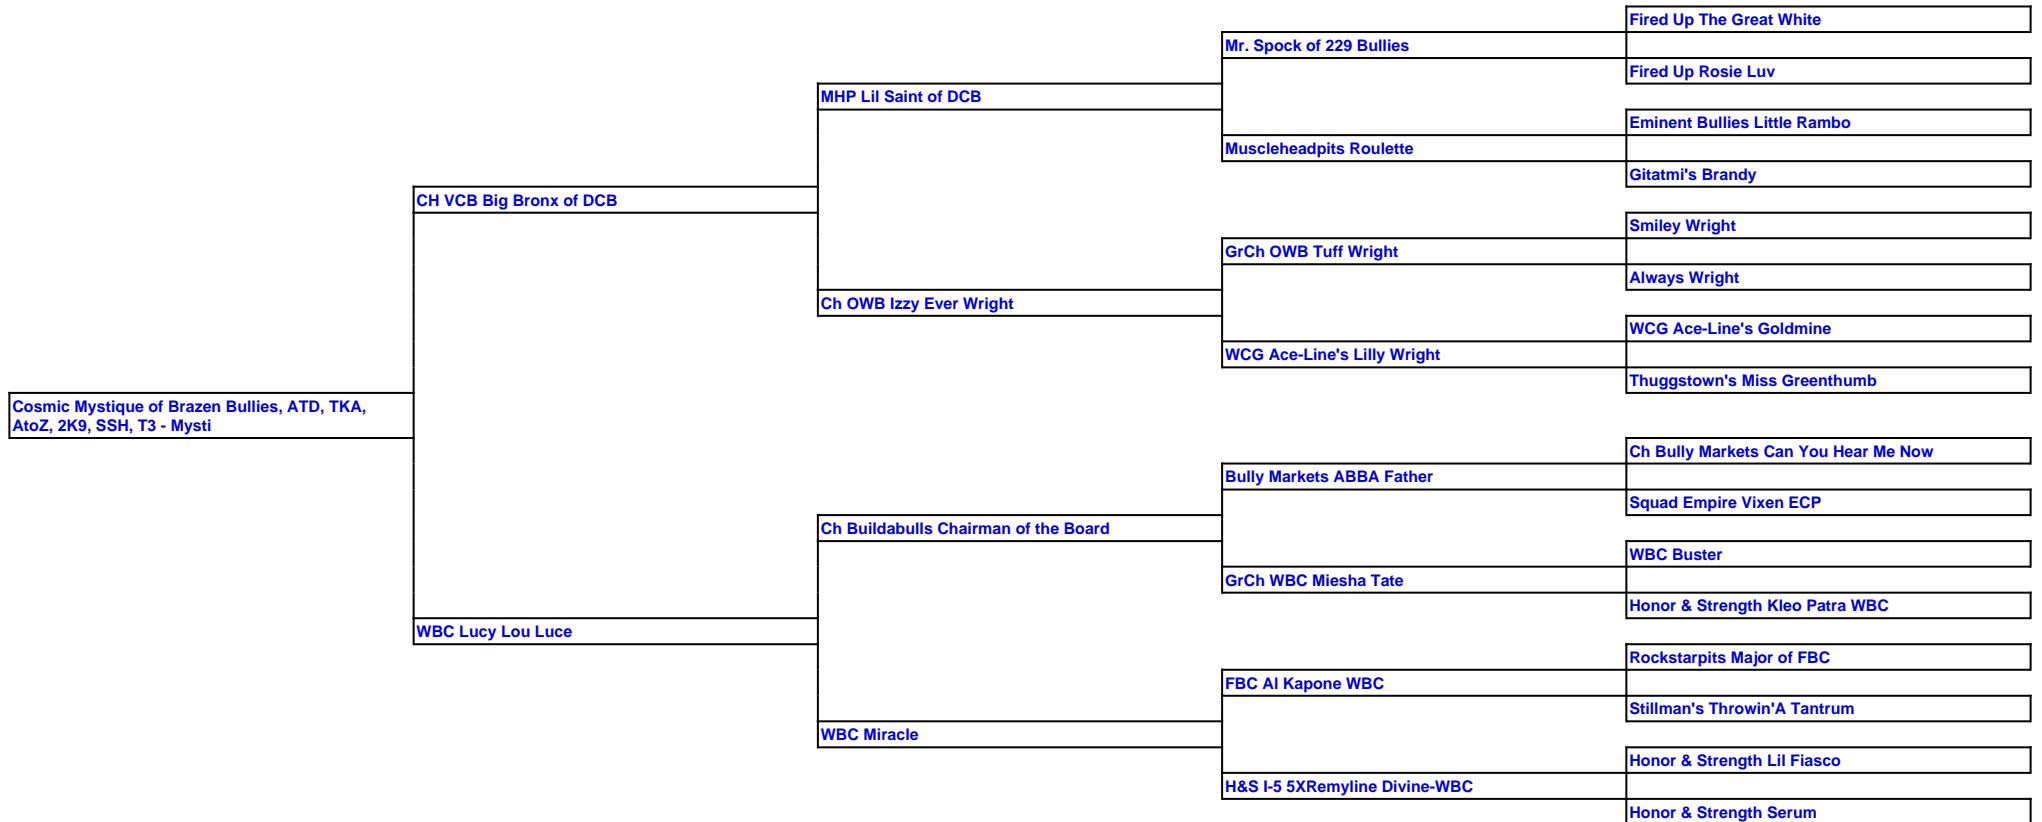 Fired Up The Great White
Mr. Spock of 229 Bullies
Fired Up Rosie Luv
MHP Lil Saint of DCB
Eminent Bullies Little Rambo
Muscleheadpits Roulette
Gitatmi's Brandy
CH VCB Big Bronx of DCB
Smiley Wright
GrCh OWB Tuff Wright
Always Wright
Ch OWB Izzy Ever Wright
WCG Ace-Line's Goldmine
WCG Ace-Line's Lilly Wright
Thuggstown's Miss Greenthumb
Cosmic Mystique of Brazen Bullies, ATD, TKA,
AtoZ, 2K9, SSH, T3 - Mysti
Ch Bully Markets Can You Hear Me Now
Bully Markets ABBA Father
Squad Empire Vixen ECP
Ch Buildabulls Chairman of the Board
WBC Buster
GrCh WBC Miesha Tate
Honor & Strength Kleo Patra WBC
WBC Lucy Lou Luce
Rockstarpits Major of FBC
FBC Al Kapone WBC
Stillman's Throwin'A Tantrum
WBC Miracle
Honor & Strength Lil Fiasco
H&S I-5 5XRemyline Divine-WBC
Honor & Strength Serum